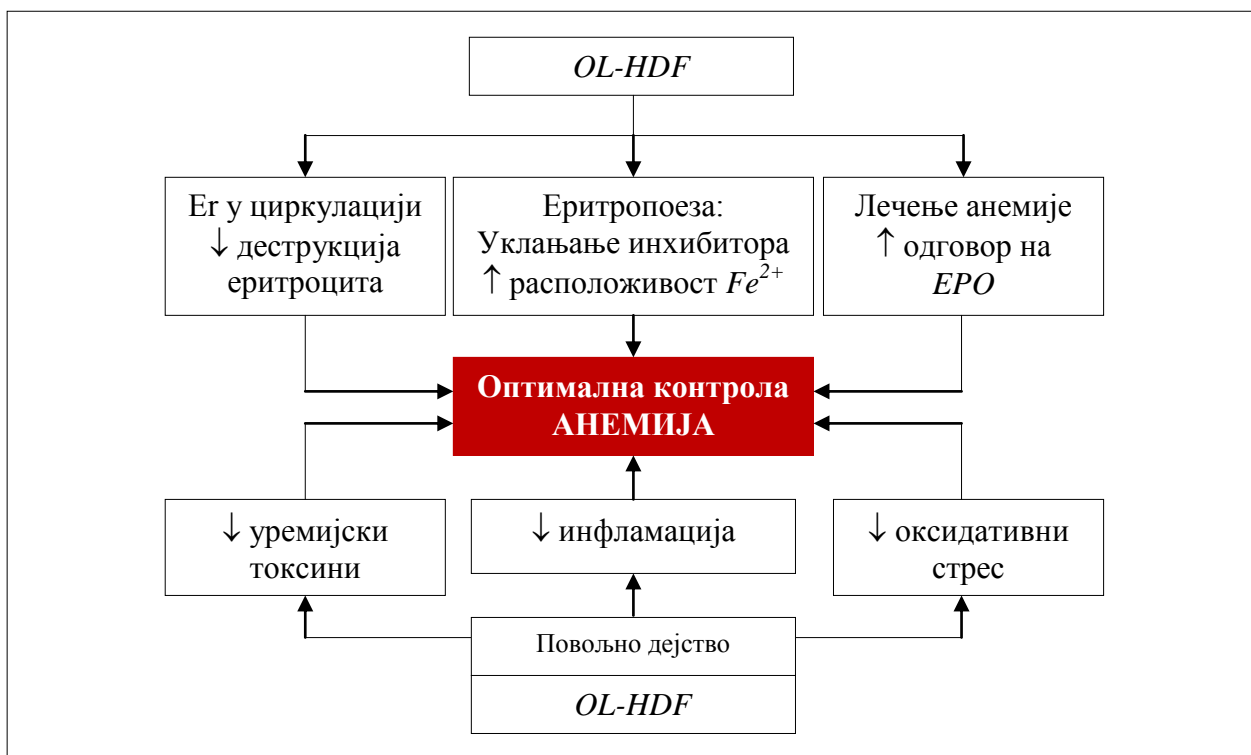 OL-HDF
Er у циркулацији
↓ деструкција
еритроцита
Еритропоеза:
Уклањање инхибитора
↑ расположивост Fe²⁺
Лечење анемије
↑ одговор на
EPO
Оптимална контрола
АНЕМИЈА
↓ уремијски
токсини
↓ инфламација
↓ оксидативни
стрес
Повољно дејство
OL-HDF